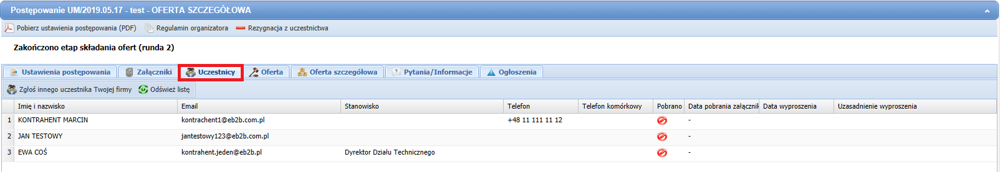 Postępowanie UM/2019.05.17 - test - OFERTA SZCZEGÓŁOWA
Pobierz ustawienia postępowania (PDF) Regulamin organizatora Rezygnacja z uczestnictwa
Zakończono etap składania ofert (runda 2)
Ustawienia postępowania Załączniki Uczestnicy Oferta Oferta szczegółowa Pytania/Informacje Ogłoszenia
Zgłoś innego uczestnika Twojej firmy Odśwież listę
Imię i nazwisko Email Stanowisko Telefon Telefon komórkowy Pobrano Data pobrania załącznik Data wyproszenia Uzasadnienie wyproszenia
1 KONTRAHENT MARCIN kontrachent1@eb2b.com.pl +48 11 111 11 12 -
2 JAN TESTOWY jantestowy123@eb2b.com.pl -
3 EWA COŚ kontrahent.jeden@eb2b.pl Dyrektor Działu Technicznego -